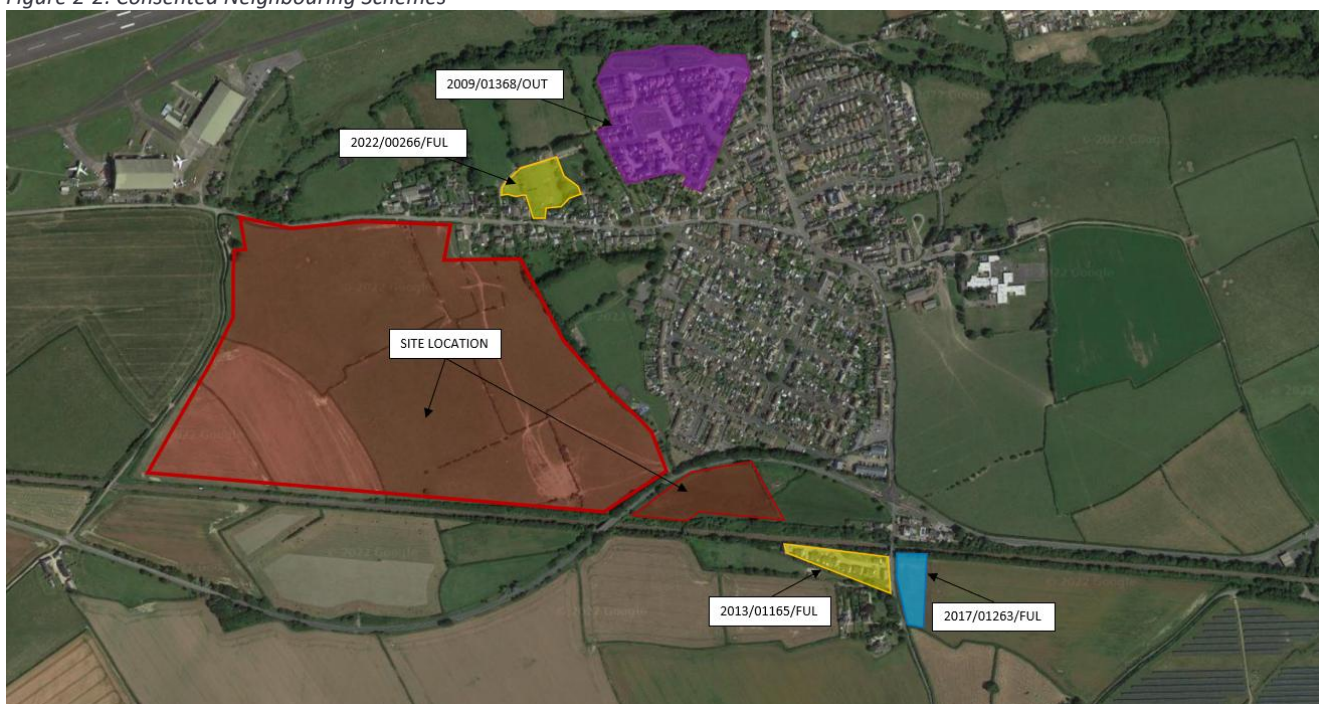 Figure 2-2: Consented Neighbouring Schemes
2009/01368/OUT
2022/00266/FUL
SITE LOCATION
2013/01165/FUL
2017/01263/FUL